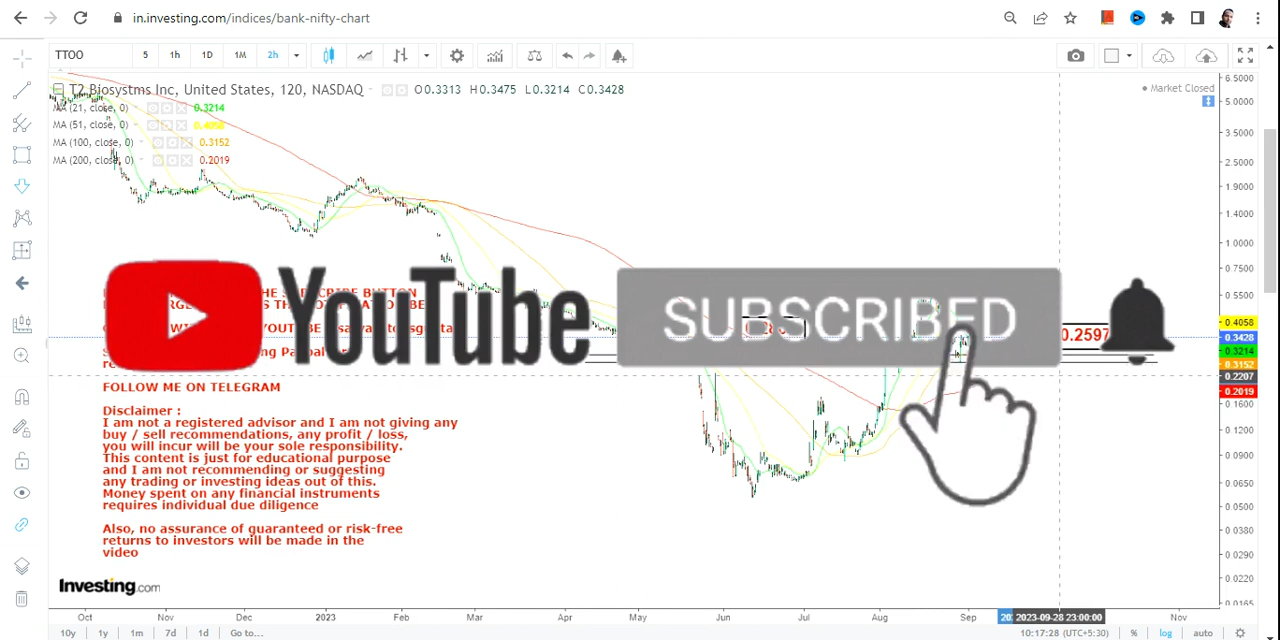 in.investing.com/indices/bank-nifty-chart
TTOO 5 1h 1D 1M 2h
T2 Biosystms Inc, United States, 120, NASDAQ O0.3313 H0.3475 L0.3214 C0.3428
Market Closed
MA (21, close, 0) 0.3214
MA (51, close, 0) 0.4058
MA (100, close, 0) 0.3152
MA (200, close, 0) 0.2019
6.5000
5.0000
3.5000
2.5000
1.9000
1.4000
1.0000
0.7500
0.5500
0.4058
0.3428
0.3214
0.3152
0.2207
0.2019
0.1600
0.1200
0.0900
0.0650
0.0500
0.0380
0.0290
0.0220
0.0165
YouTube
SUBSCRIBED
0.2597
FOLLOW ME ON TELEGRAM
Disclaimer :
I am not a registered advisor and I am not giving any
buy / sell recommendations, any profit / loss,
you will incur will be your sole responsibility.
This content is just for educational purpose
and I am not recommending or suggesting
any trading or investing ideas out of this.
Money spent on any financial instruments
requires individual due diligence
Also, no assurance of guaranteed or risk-free
returns to investors will be made in the
video
Investing.com
Oct Nov Dec 2023 Feb Mar Apr May Jun Jul Aug Sep 2023-09-28 23:00:00 Nov
10y 1y 1m 7d 1d Go to... 10:17:28 (UTC+5:30) % log auto